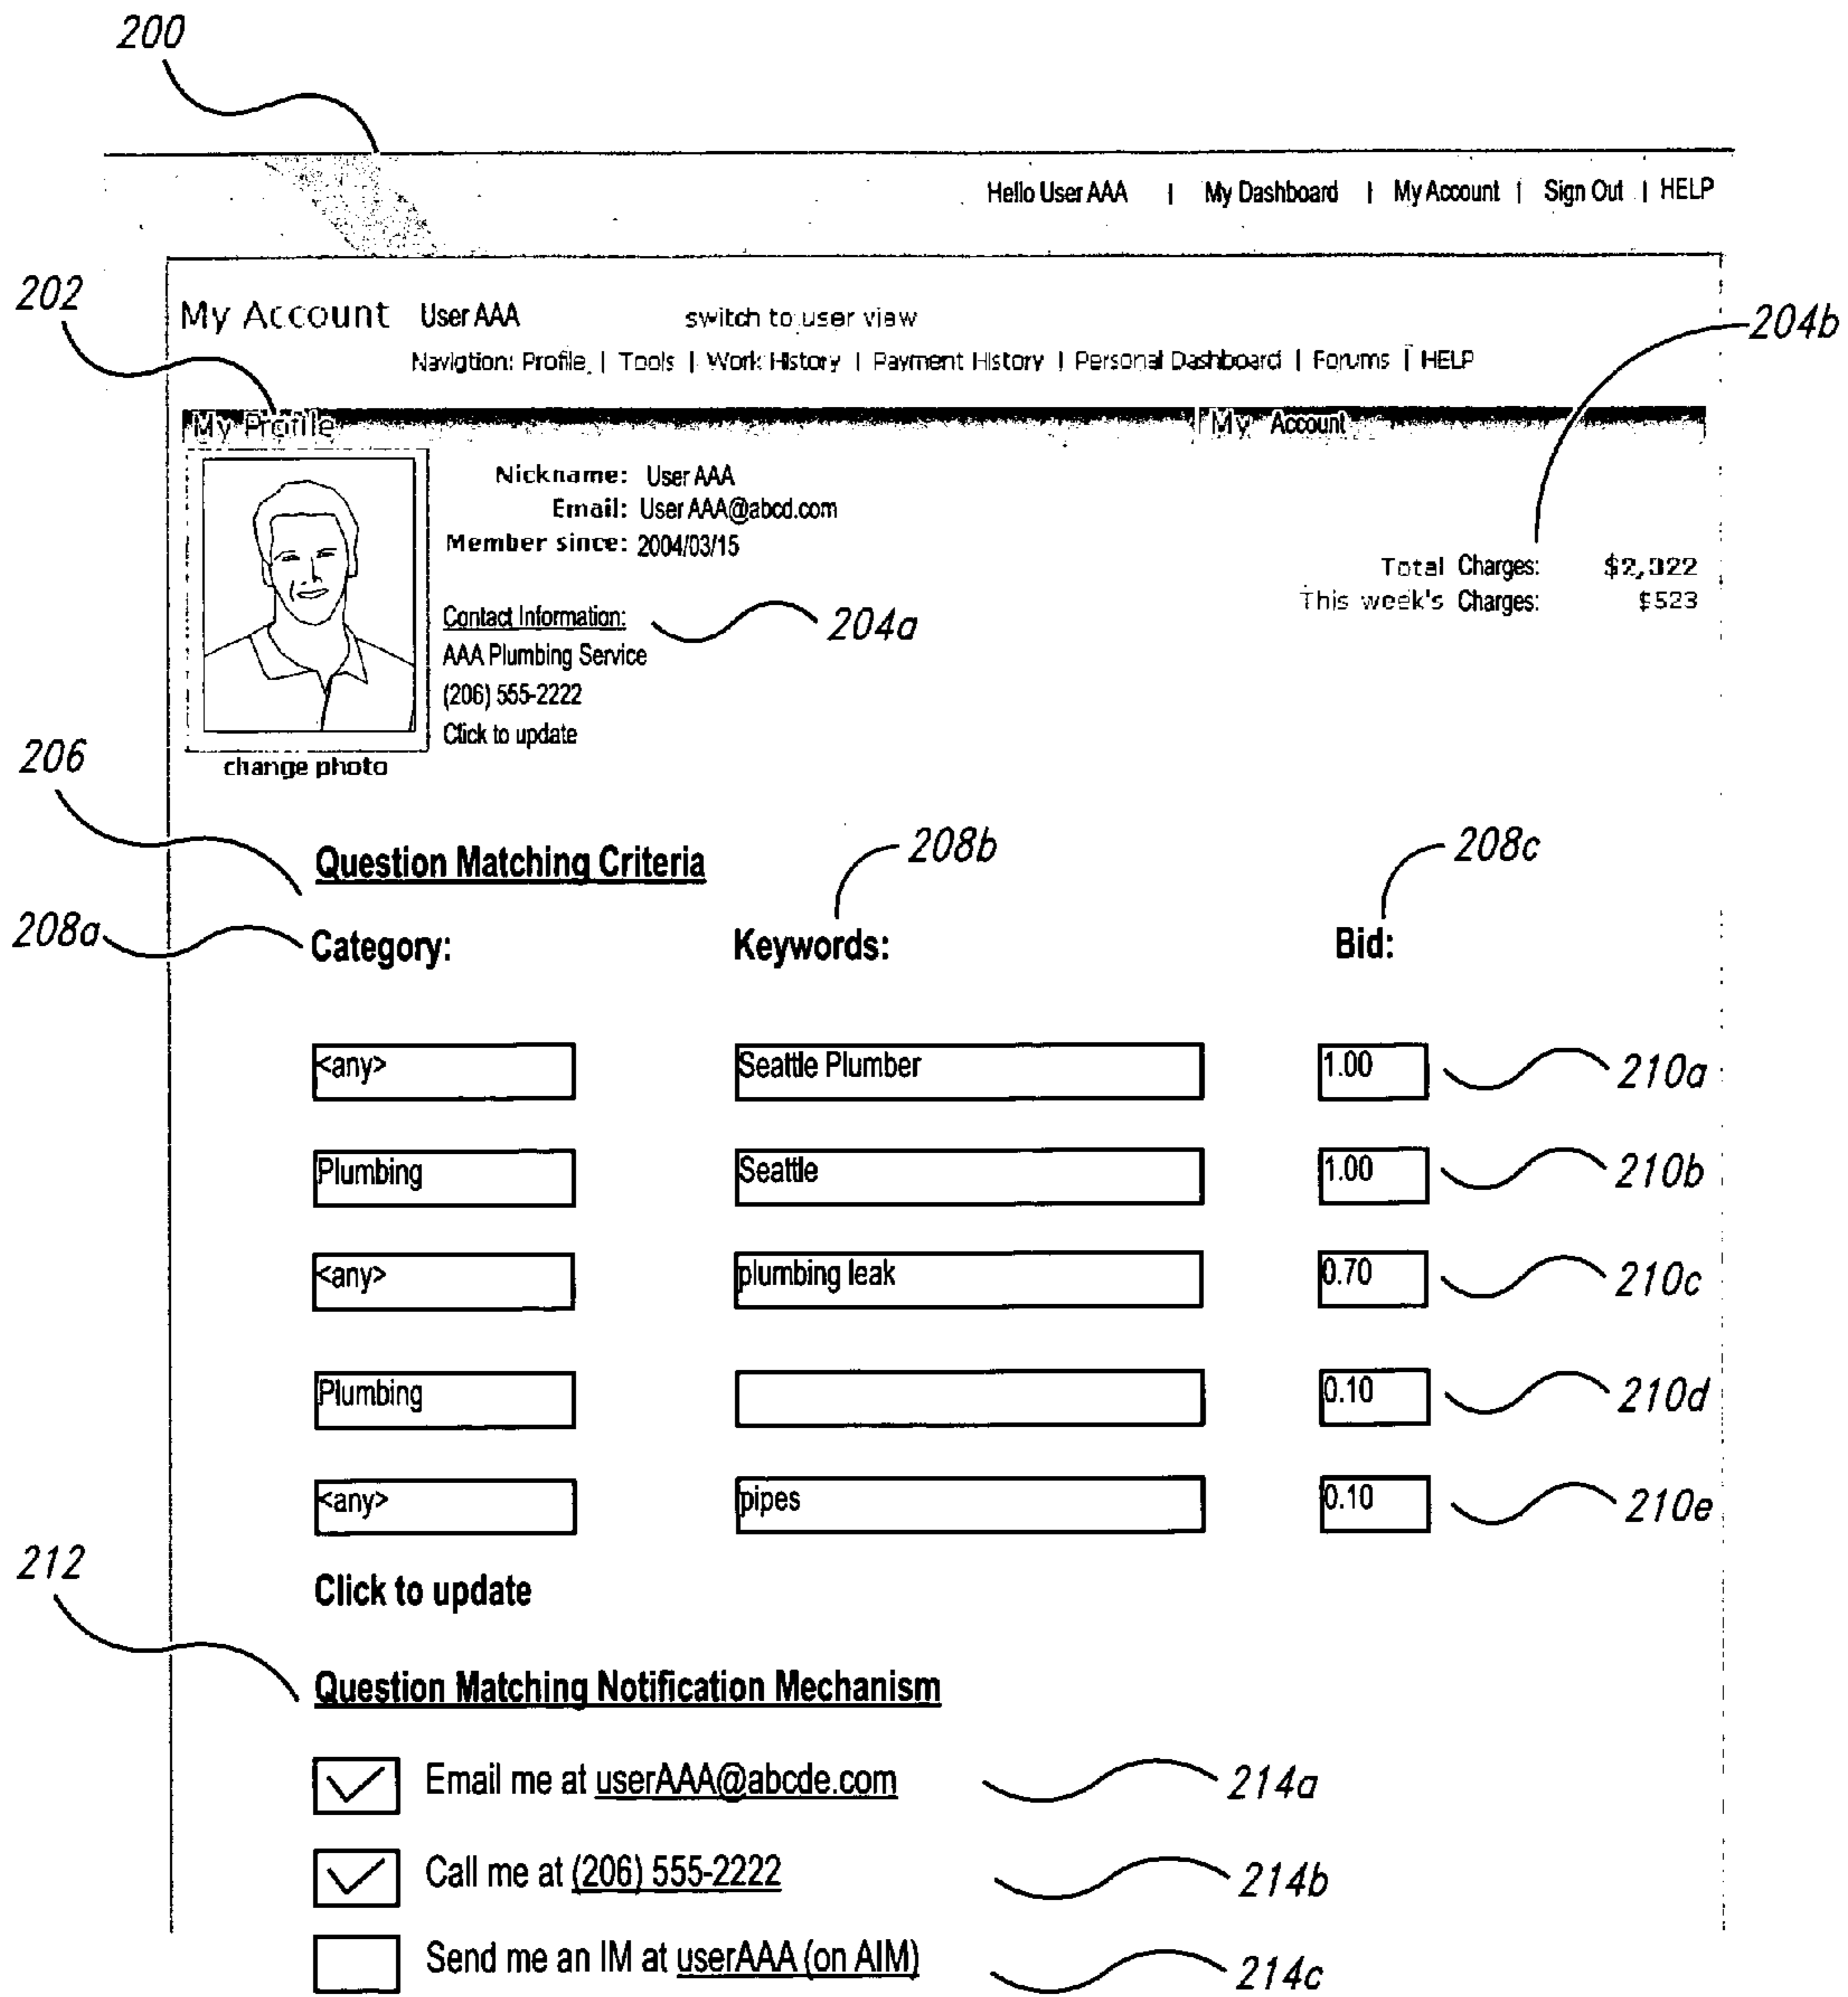 200
Hello User AAA | My Dashboard | My Account | Sign Out | HELP
202
My Account User AAA switch to user view
204b
Navigtion: Profile | Tools | Work History | Payment History | Personal Dashboard | Forums | HELP
My Profile My Account
Nickname: User AAA
Email: User AAA@abcd.com
Member since: 2004/03/15
Total Charges: $2,322
This week's Charges: $523
Contact Information: 204a
AAA Plumbing Service
(206) 555-2222
Click to update
change photo
206
Question Matching Criteria 208b 208c
208a Category: Keywords: Bid:
<any> Seattle Plumber 1.00 210a
Plumbing Seattle 1.00 210b
<any> plumbing leak 0.70 210c
Plumbing 0.10 210d
<any> pipes 0.10 210e
212
Click to update
Question Matching Notification Mechanism
Email me at userAAA@abcde.com 214a
Call me at (206) 555-2222 214b
Send me an IM at userAAA (on AIM) 214c